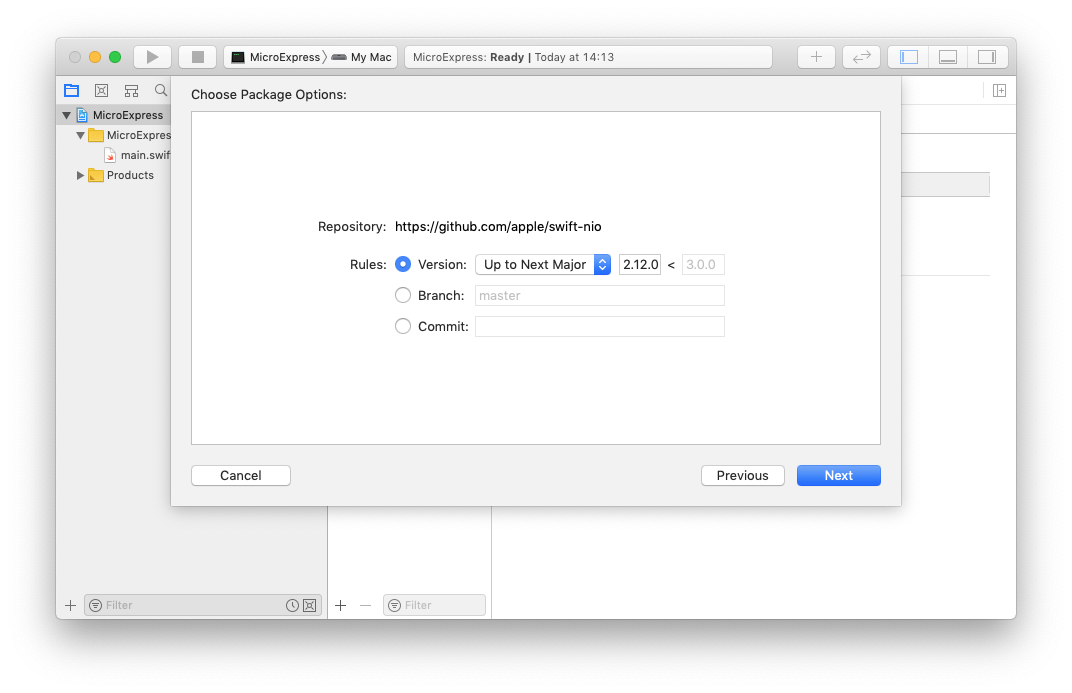 MicroExpress 〉 My Mac
MicroExpress: Ready | Today at 14:13
Choose Package Options:
MicroExpress
MicroExpres
main.swif
Products
Repository: https://github.com/apple/swift-nio
Rules: Version: Up to Next Major 2.12.0 < 3.0.0
Branch: master
Commit:
Cancel
Previous
Next
Filter
Filter